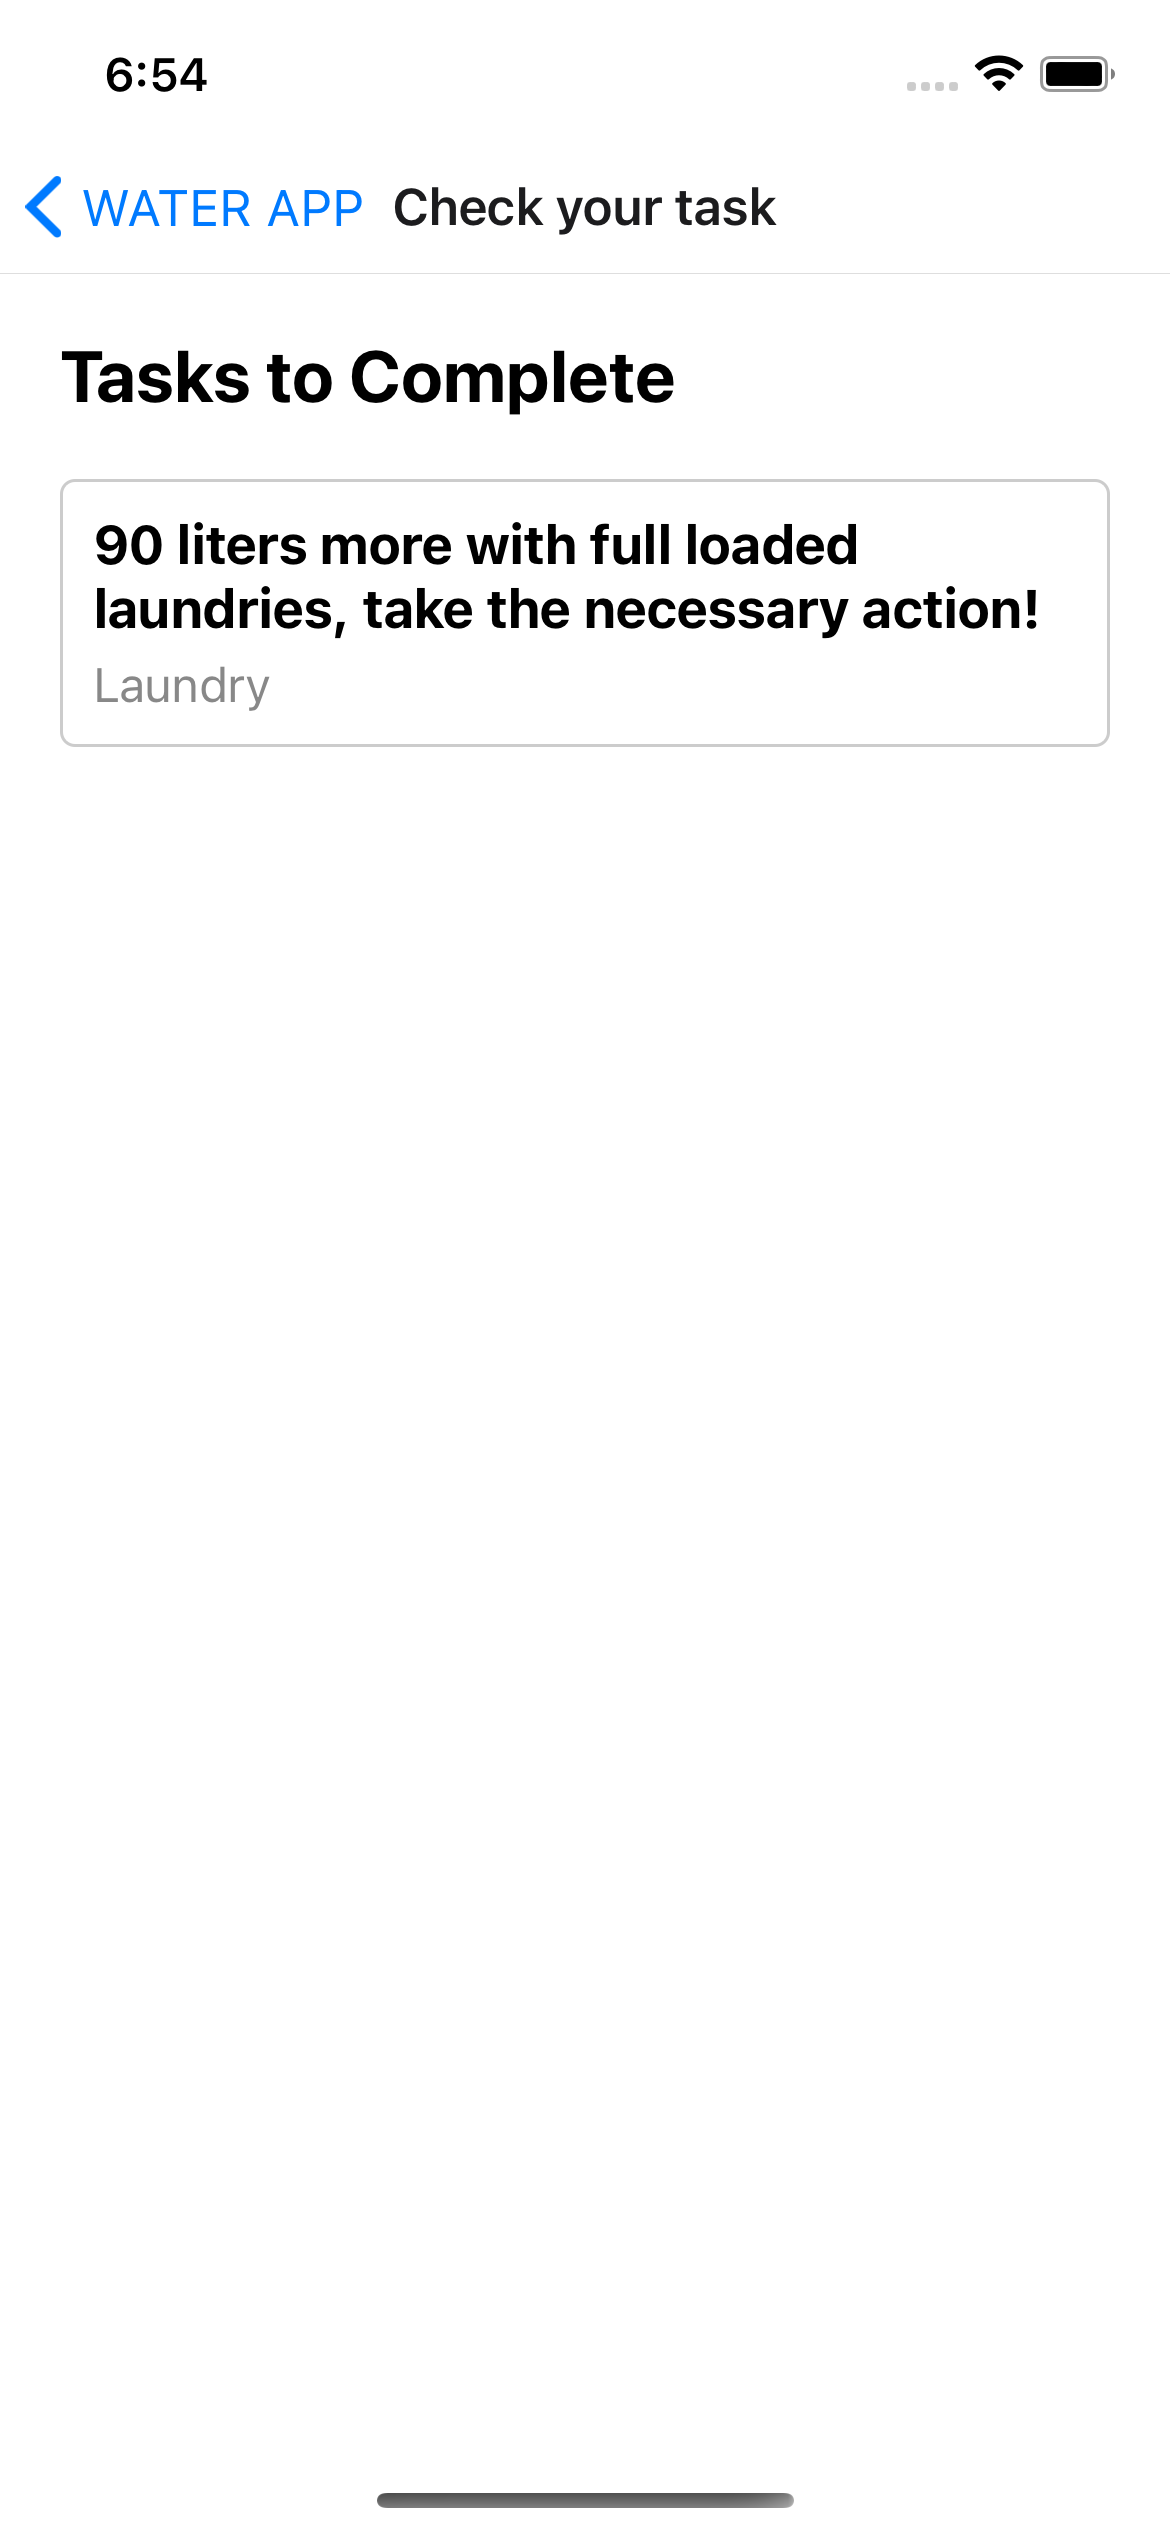 6:54
WATER APP Check your task
Tasks to Complete
90 liters more with full loaded
laundries, take the necessary action!
Laundry